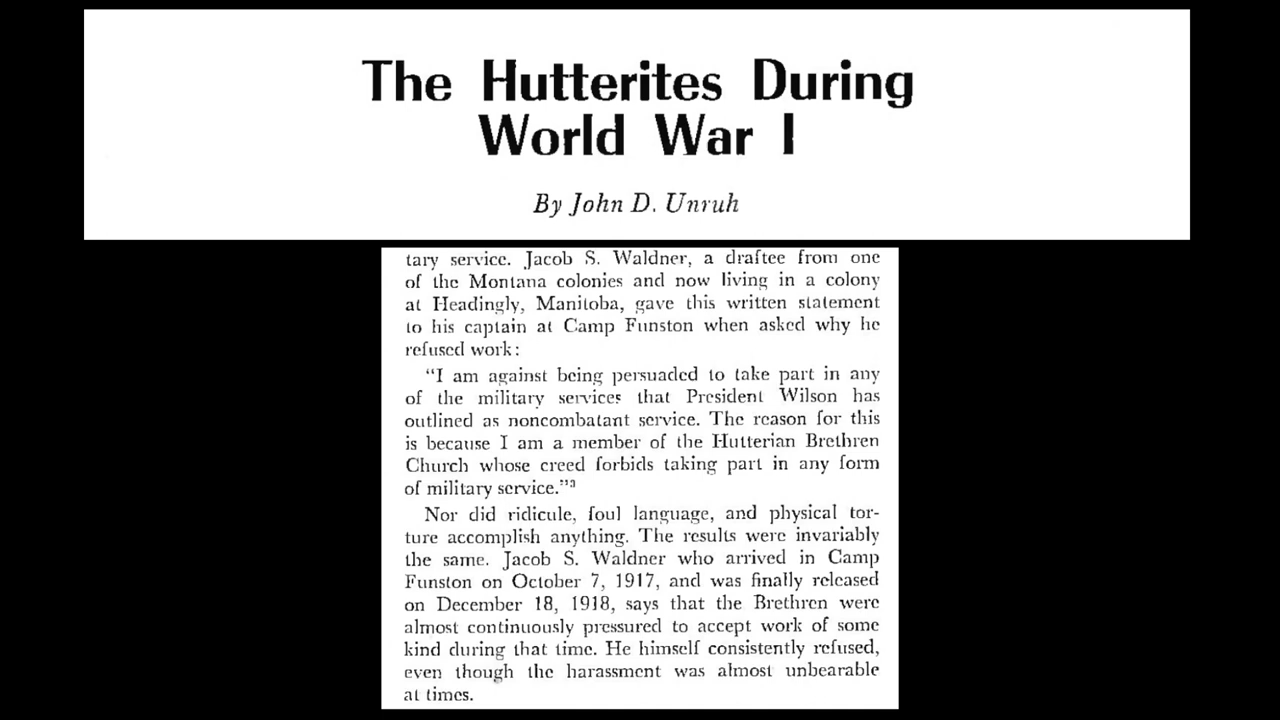 The Hutterites During
World War I
By John D. Unruh
tary service. Jacob S. Waldner, a draftee from one
of the Montana colonies and now living in a colony
at Headingly, Manitoba, gave this written statement
to his captain at Camp Funston when asked why he
refused work:
“I am against being persuaded to take part in any
of the military services that President Wilson has
outlined as noncombatant service. The reason for this
is because I am a member of the Hutterian Brethren
Church whose creed forbids taking part in any form
of military service.”³
Nor did ridicule, foul language, and physical tor-
ture accomplish anything. The results were invariably
the same. Jacob S. Waldner who arrived in Camp
Funston on October 7, 1917, and was finally released
on December 18, 1918, says that the Brethren were
almost continuously pressured to accept work of some
kind during that time. He himself consistently refused,
even though the harassment was almost unbearable
at times.